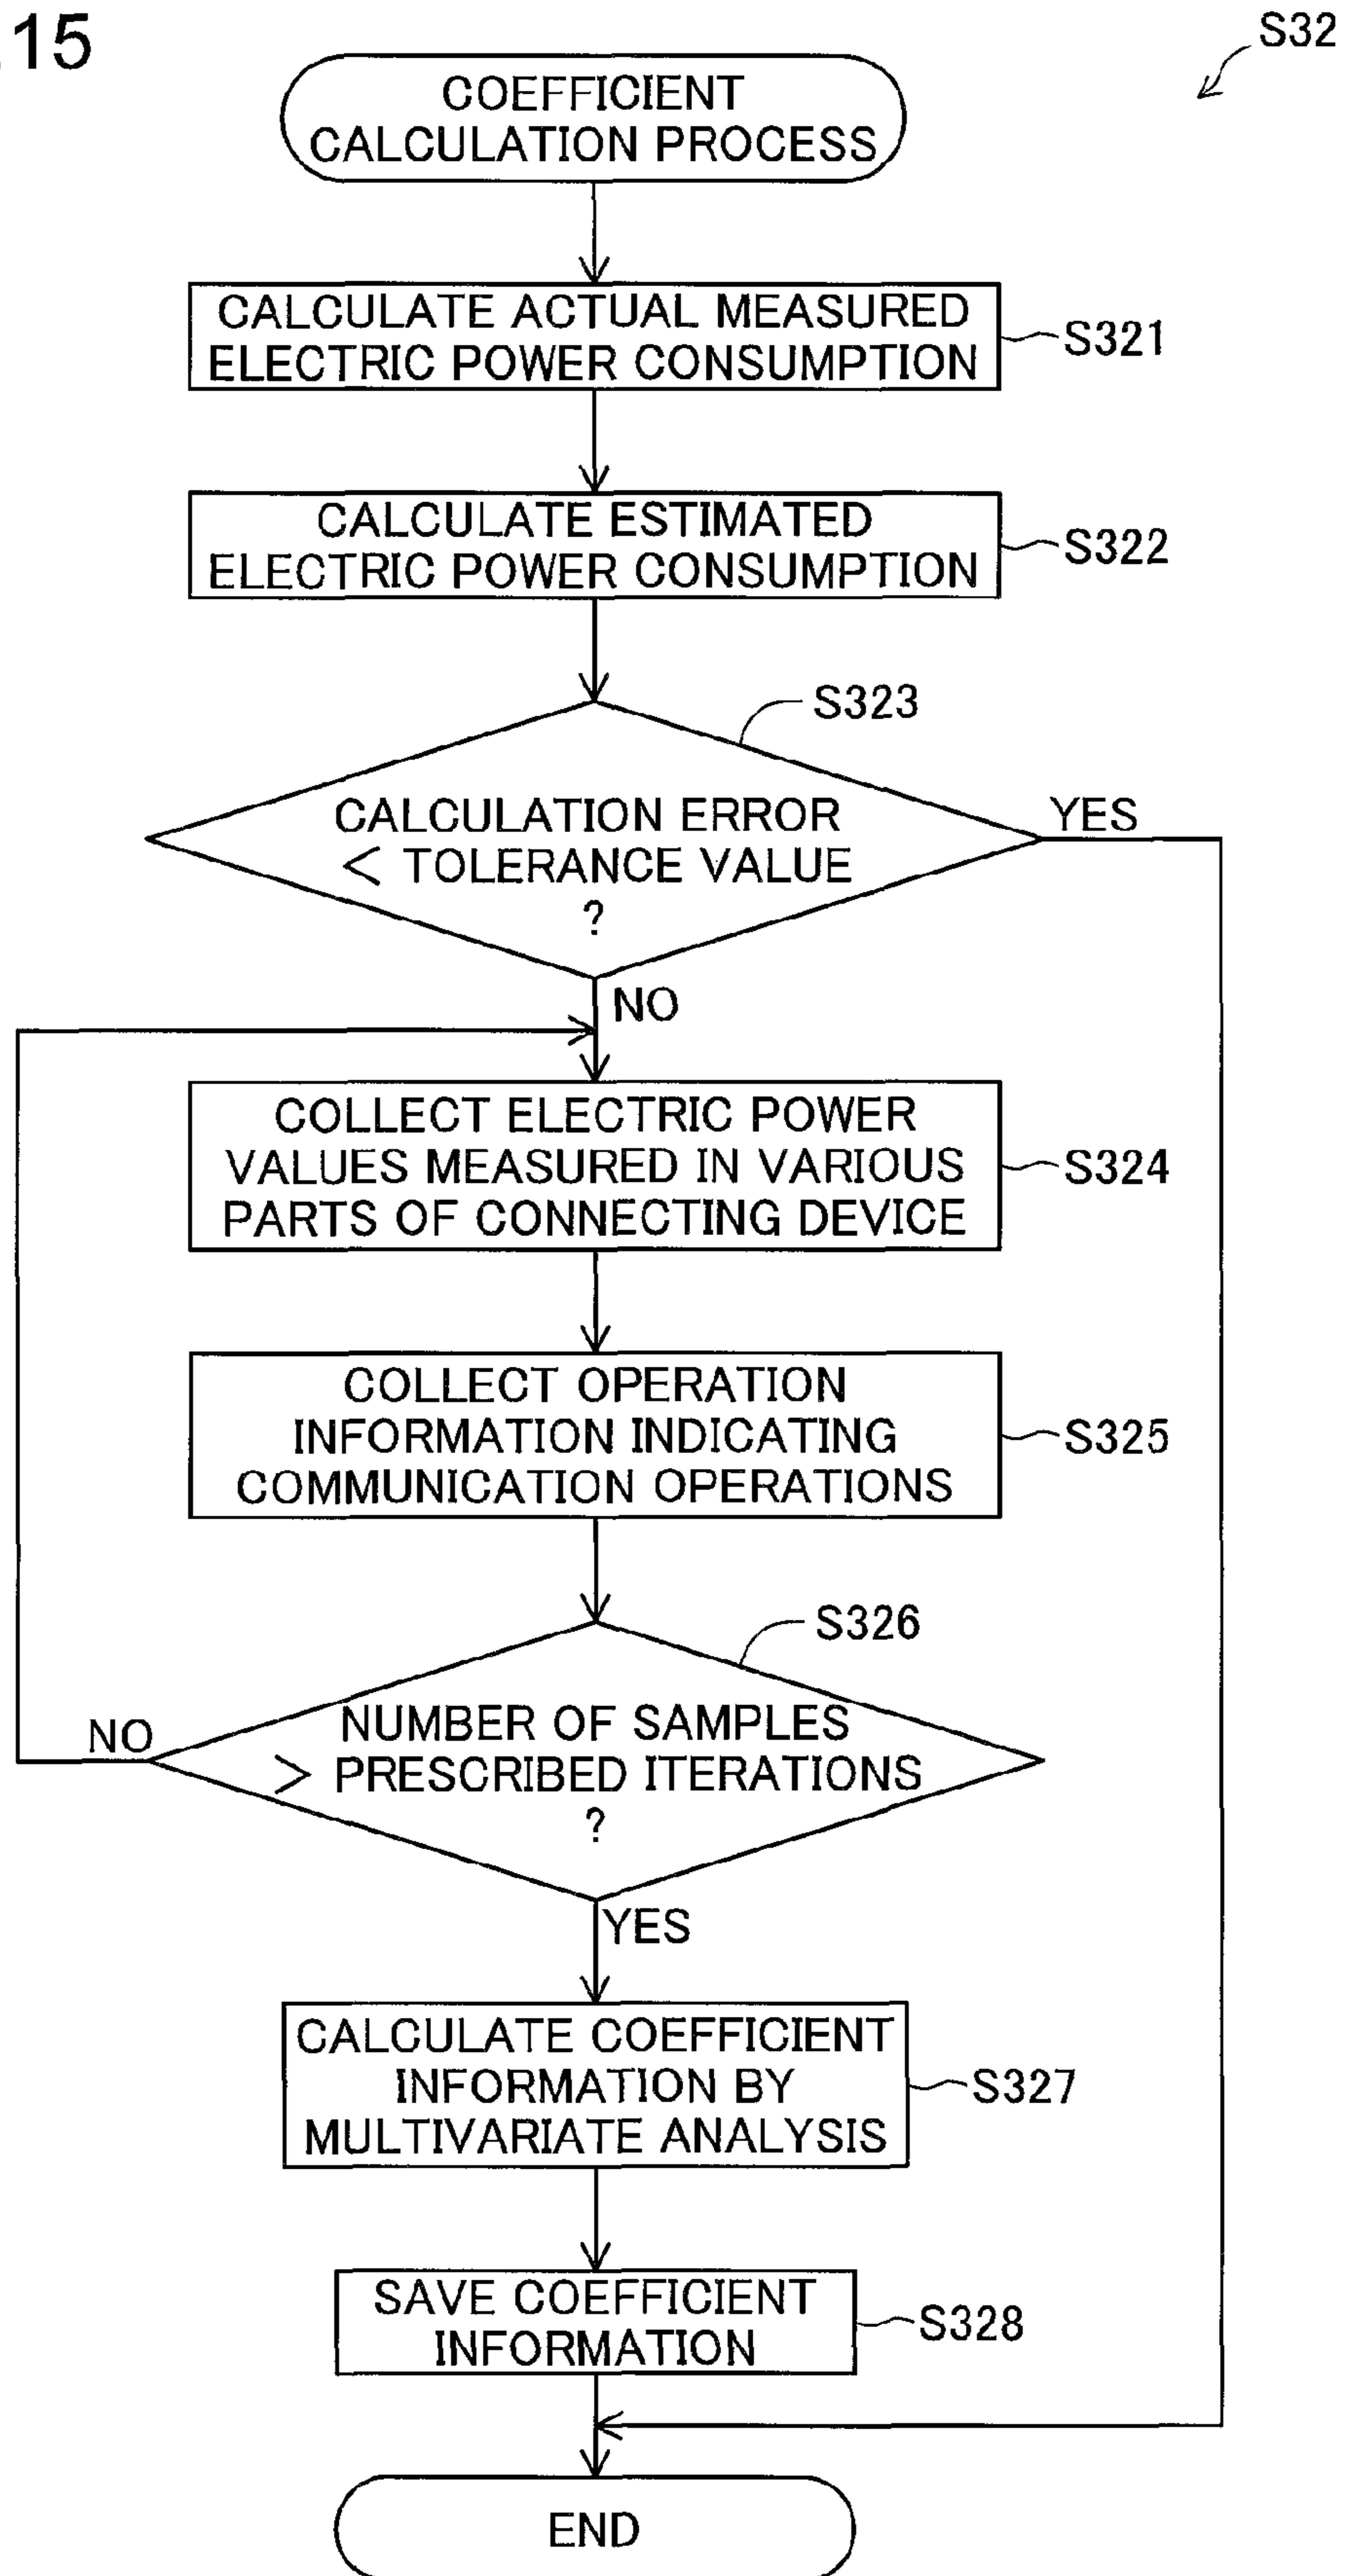 .15
S32
COEFFICIENT
CALCULATION PROCESS
CALCULATE ACTUAL MEASURED
ELECTRIC POWER CONSUMPTION
S321
CALCULATE ESTIMATED
ELECTRIC POWER CONSUMPTION
S322
S323
CALCULATION ERROR
< TOLERANCE VALUE
?
YES
NO
COLLECT ELECTRIC POWER
VALUES MEASURED IN VARIOUS
PARTS OF CONNECTING DEVICE
S324
COLLECT OPERATION
INFORMATION INDICATING
COMMUNICATION OPERATIONS
S325
S326
NUMBER OF SAMPLES
> PRESCRIBED ITERATIONS
?
NO
YES
CALCULATE COEFFICIENT
INFORMATION BY
MULTIVARIATE ANALYSIS
S327
SAVE COEFFICIENT
INFORMATION
S328
END